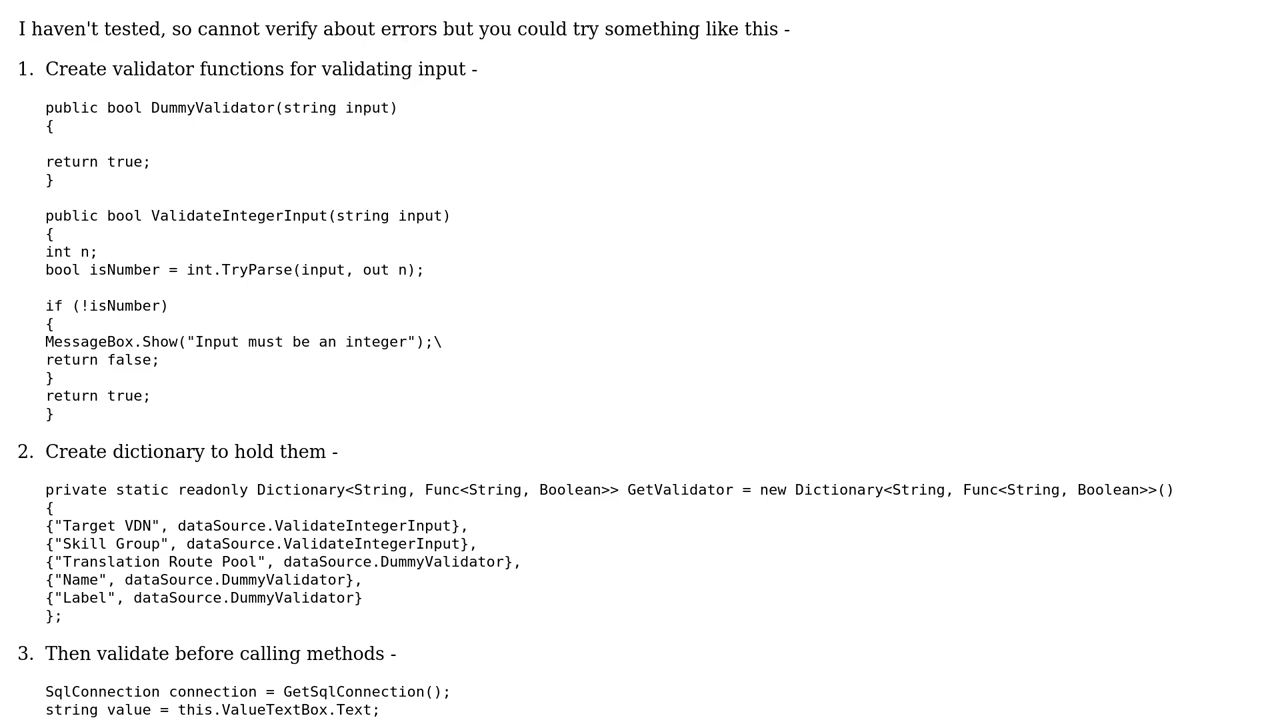 I haven't tested, so cannot verify about errors but you could try something like this -
1. Create validator functions for validating input -
public bool DummyValidator(string input)
{
return true;
}
public bool ValidateIntegerInput(string input)
{
int n;
bool isNumber = int.TryParse(input, out n);
if (!isNumber)
{
MessageBox.Show("Input must be an integer");\
return false;
}
return true;
}
2. Create dictionary to hold them -
private static readonly Dictionary<String, Func<String, Boolean>> GetValidator = new Dictionary<String, Func<String, Boolean>>()
{
{"Target VDN", dataSource.ValidateIntegerInput},
{"Skill Group", dataSource.ValidateIntegerInput},
{"Translation Route Pool", dataSource.DummyValidator},
{"Name", dataSource.DummyValidator},
{"Label", dataSource.DummyValidator}
};
3. Then validate before calling methods -
SqlConnection connection = GetSqlConnection();
string value = this.ValueTextBox.Text;